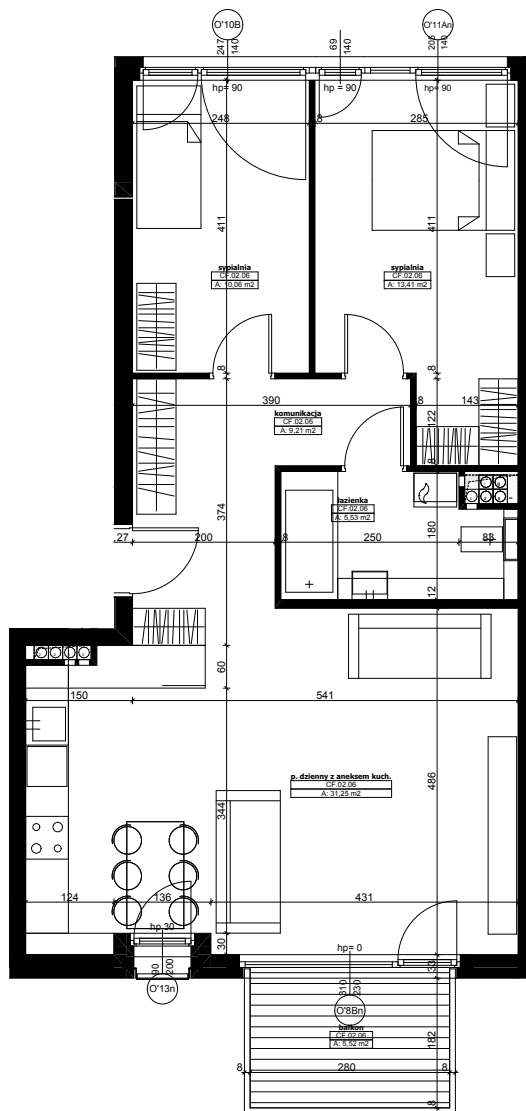 O'10B
O'11An
247
140
69
140
205
140
hp= 90
hp = 90
hp= 90
248
8
285
411
411
sypialnia
CF.02.06
A: 10,06 m2
sypialnia
CF.02.06
A: 13,41 m2
8
8
390
8
143
komunikacja
CF.02.06
A: 9,21 m2
122
8
374
łazienka
CF.02.06
A: 5,53 m2
180
27
200
8
250
83
12
60
150
541
p. dzienny z aneksem kuch.
CF.02.06
A: 31,25 m2
486
344
124
136
431
hp 30
30
hp= 0
90
200
33
O'13n
310
230
O'8Bn
balkon
CF.02.06
A: 5,52 m2
182
8
280
8
8